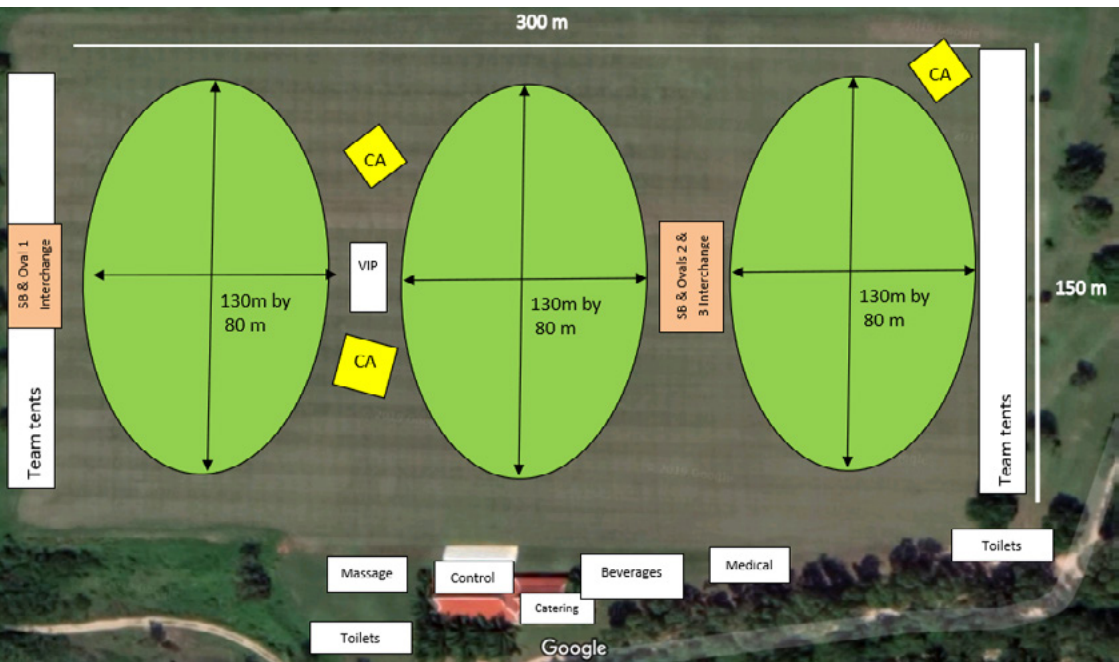 300 m
CA
CA
SB & Oval 1
Interchange
VIP
SB & Ovals 2 &
3 Interchange
150 m
130m by
80 m
130m by
80 m
130m by
80 m
CA
Team tents
Team tents
Toilets
Massage
Control
Beverages
Medical
Catering
Toilets
Google